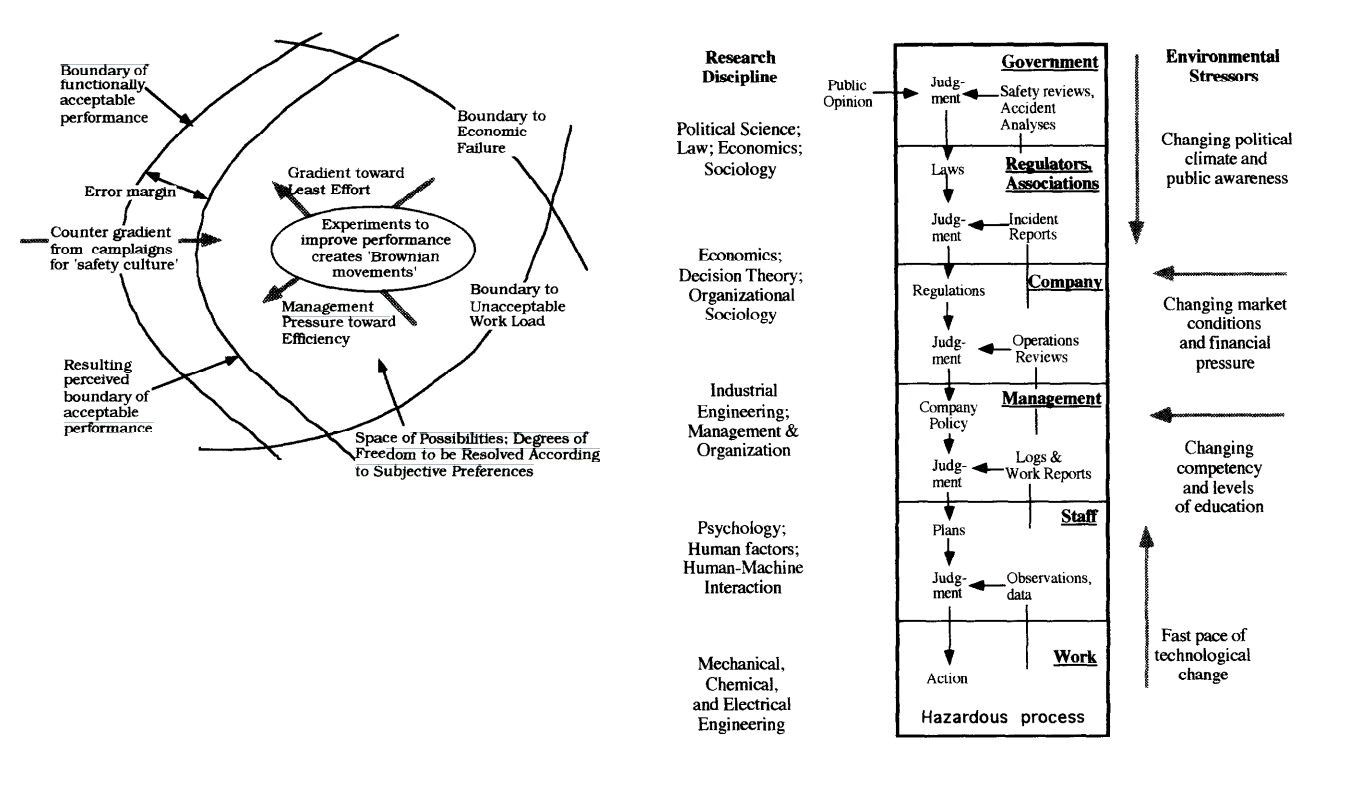 Boundary of
functionally
acceptable
performance
Error margin
Counter gradient
from camplaigns
for 'safety culture'
Resulting
perceived
boundary of
acceptable
performance
Gradient toward
Least Effort
Experiments to
improve performance
creates 'Brownian
movements'
Management
Pressure toward
Efficiency
Boundary to
Economic
Failure
Boundary to
Unacceptable
Work Load
Space of Possibilities; Degrees of
Freedom to be Resolved According
to Subjective Preferences
Research
Discipline
Political Science;
Law; Economics;
Sociology
Economics;
Decision Theory;
Organizational
Sociology
Industrial
Engineering;
Management &
Organization
Psychology;
Human factors;
Human-Machine
Interaction
Mechanical,
Chemical,
and Electrical
Engineering
Public
Opinion
Government
Judg-
ment
Safety reviews,
Accident
Analyses
Regulators,
Associations
Laws
Judg-
ment
Incident
Reports
Company
Regulations
Judg-
ment
Operations
Reviews
Management
Company
Policy
Judg-
ment
Logs &
Work Reports
Staff
Plans
Judg-
ment
Observations,
data
Work
Action
Hazardous process
Environmental
Stressors
Changing political
climate and
public awareness
Changing market
conditions
and financial
pressure
Changing
competency
and levels
of education
Fast pace of
technological
change